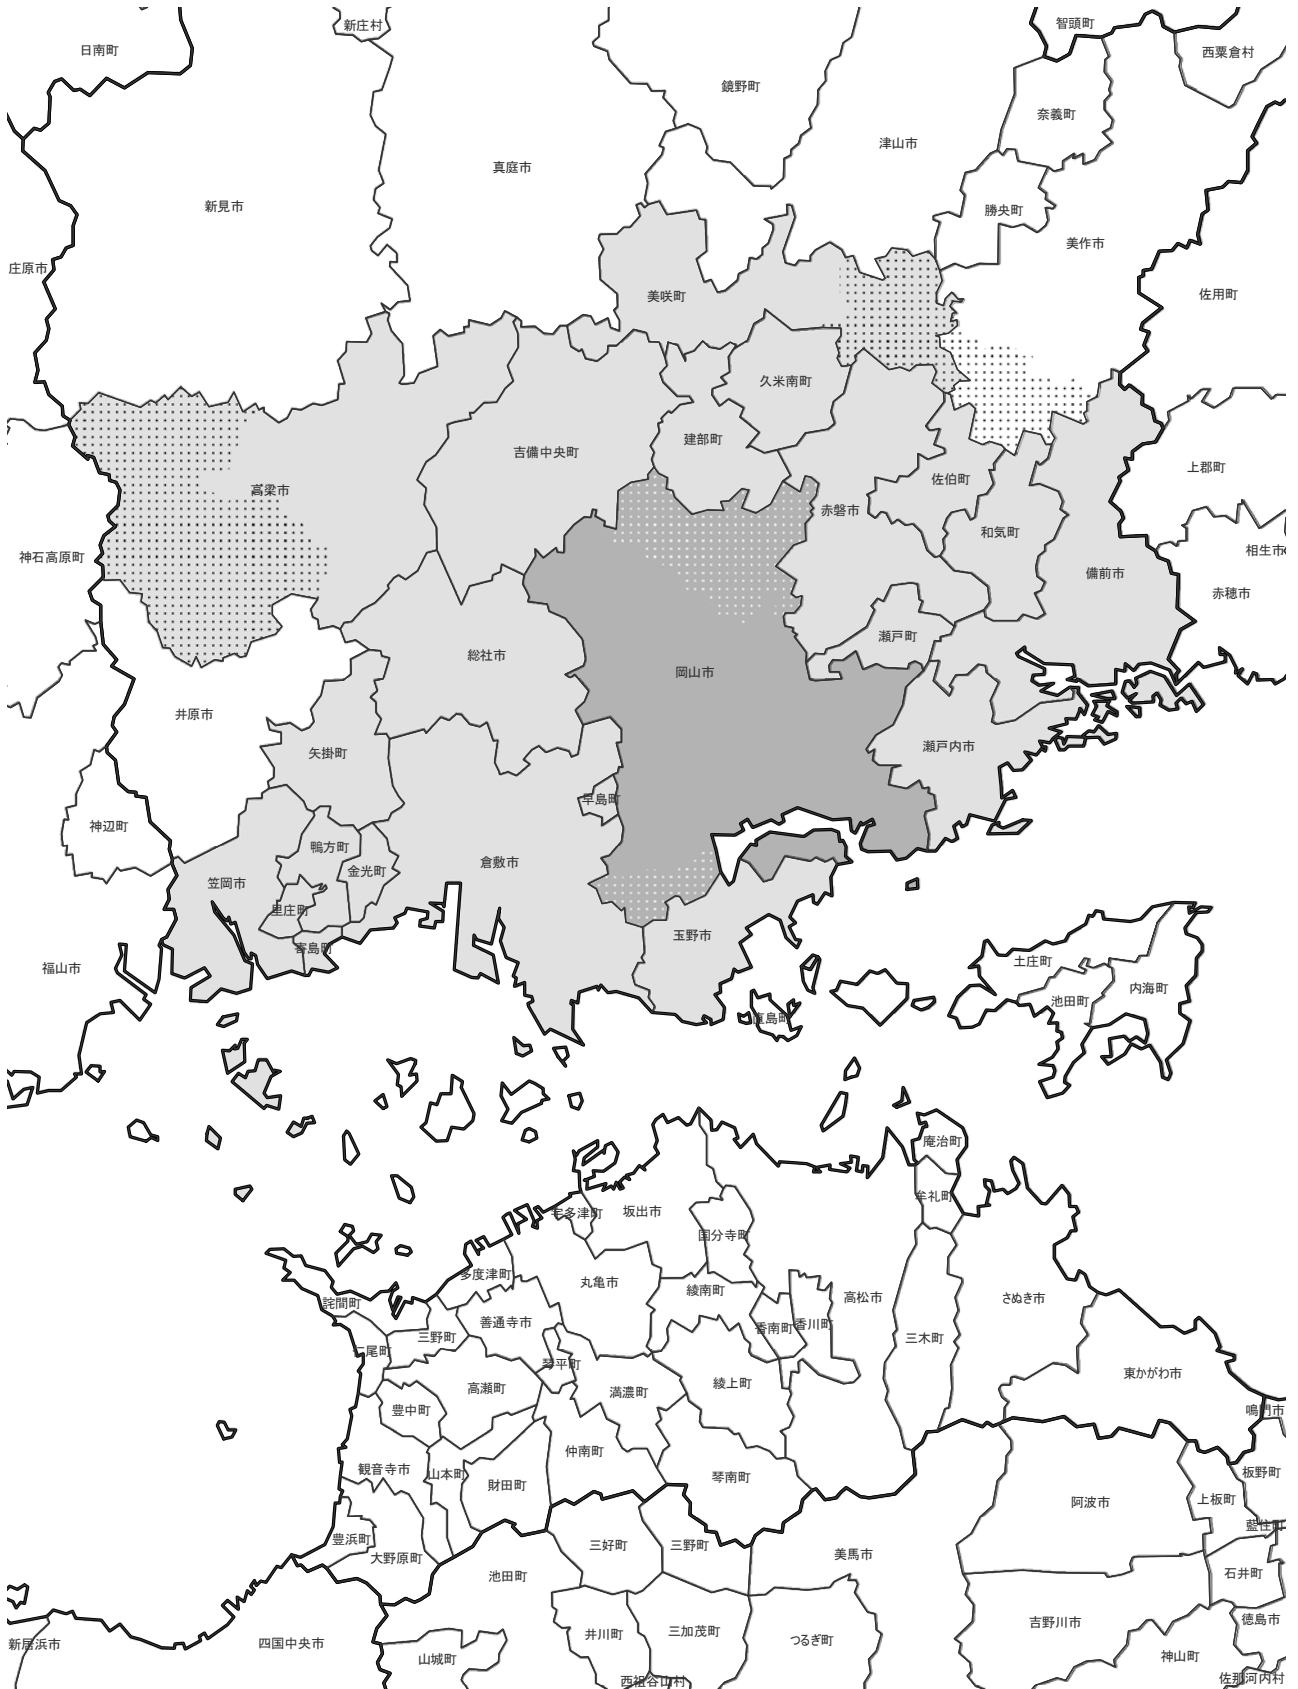 新庄村
智頭町
日南町
西粟倉村
鏡野町
奈義町
津山市
真庭市
新見市
勝央町
美作市
庄原市
佐用町
美咲町
久米南町
建部町
吉備中央町
上郡町
佐伯町
高梁市
赤磐市
和気町
相生市
神石高原町
備前市
赤穂市
瀬戸町
総社市
岡山市
井原市
瀬戸内市
矢掛町
早島町
神辺町
鴨方町
倉敷市
金光町
笠岡市
里庄町
玉野市
寄島町
土庄町
福山市
内海町
池田町
直島町
庵治町
牟礼町
宇多津町
坂出市
国分寺町
多度津町
丸亀市
綾南町
高松市
さぬき市
詫間町
善通寺市
香南町
香川町
三野町
三木町
仁尾町
琴平町
東かがわ市
綾上町
高瀬町
満濃町
豊中町
鳴門市
仲南町
観音寺市
山本町
琴南町
板野町
財田町
上板町
阿波市
藍住町
豊浜町
三好町
三野町
大野原町
美馬市
石井町
池田町
徳島市
吉野川市
井川町
三加茂町
つるぎ町
新居浜市
四国中央市
神山町
山城町
佐那河内村
西祖谷山村